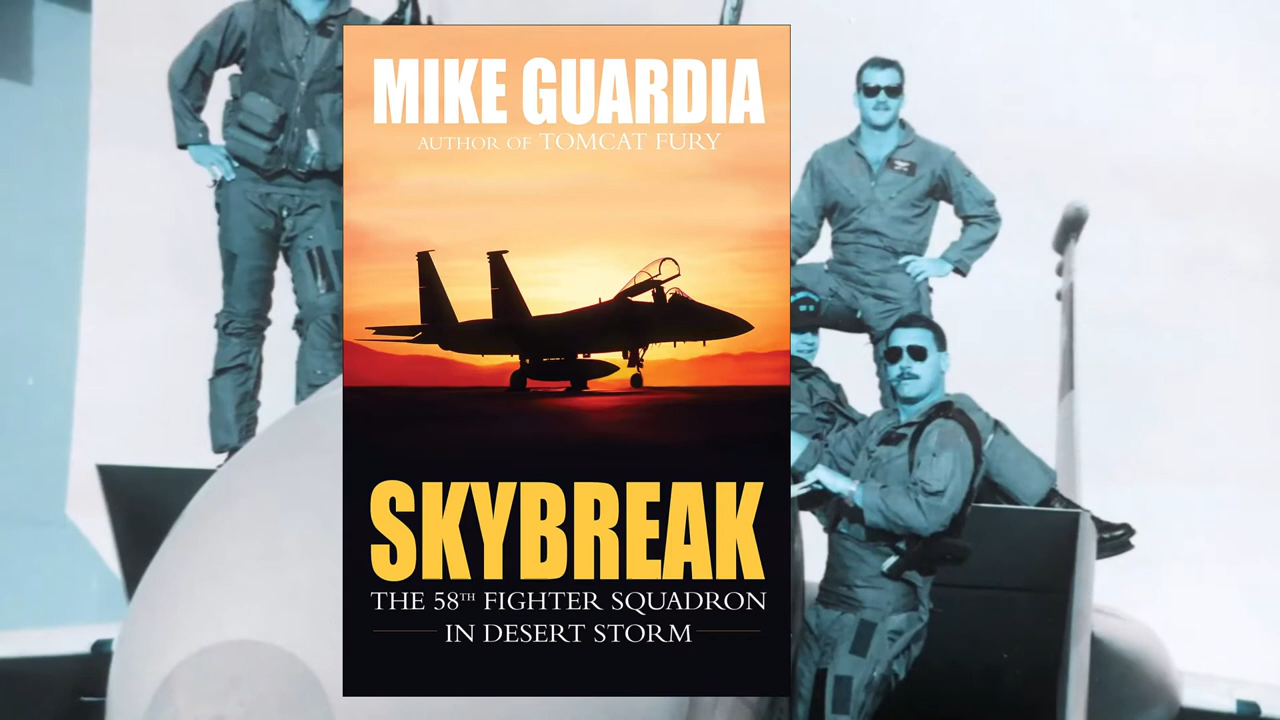 MIKE GUARDIA
AUTHOR OF TOMCAT FURY
SKYBREAK
THE 58TH FIGHTER SQUADRON
IN DESERT STORM